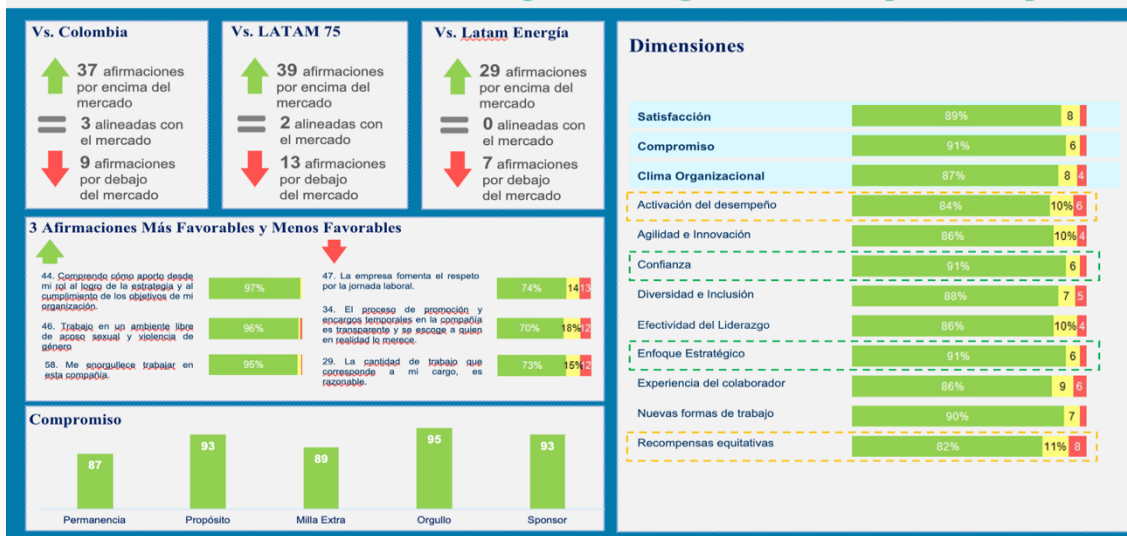 Vs. Colombia
37 afirmaciones
por encima del
mercado
3 alineadas con
el mercado
9 afirmaciones
por debajo
del mercado
Vs. LATAM 75
39 afirmaciones
por encima del
mercado
2 alineadas con
el mercado
13 afirmaciones
por debajo
del mercado
Vs. Latam Energía
29 afirmaciones
por encima del
mercado
0 alineadas con
el mercado
7 afirmaciones
por debajo
del mercado
3 Afirmaciones Más Favorables y Menos Favorables
44. Comprendo cómo aporto desde
mi rol al logro de la estrategia y al
cumplimiento de los objetivos de mi
organización.
97%
46. Trabajo en un ambiente libre
de acoso sexual y violencia de
género
96%
58. Me enorgullece trabajar en
esta compañía.
95%
47. La empresa fomenta el respeto
por la jornada laboral.
74% 14 13
34. El proceso de promoción y
encargos temporales en la compañía
es transparente y se escoge a quien
en realidad lo merece.
70% 18% 12
29. La cantidad de trabajo que
corresponde a mi cargo, es
razonable.
73% 15% 12
Compromiso
87 93 89 95 93
Permanencia Propósito Milla Extra Orgullo Sponsor
Dimensiones
Satisfacción 89% 8
Compromiso 91% 6
Clima Organizacional 87% 8 4
Activación del desempeño 84% 10% 6
Agilidad e Innovación 86% 10% 4
Confianza 91% 6
Diversidad e Inclusión 88% 7 5
Efectividad del Liderazgo 86% 10% 4
Enfoque Estratégico 91% 6
Experiencia del colaborador 86% 9 6
Nuevas formas de trabajo 90% 7
Recompensas equitativas 82% 11% 8